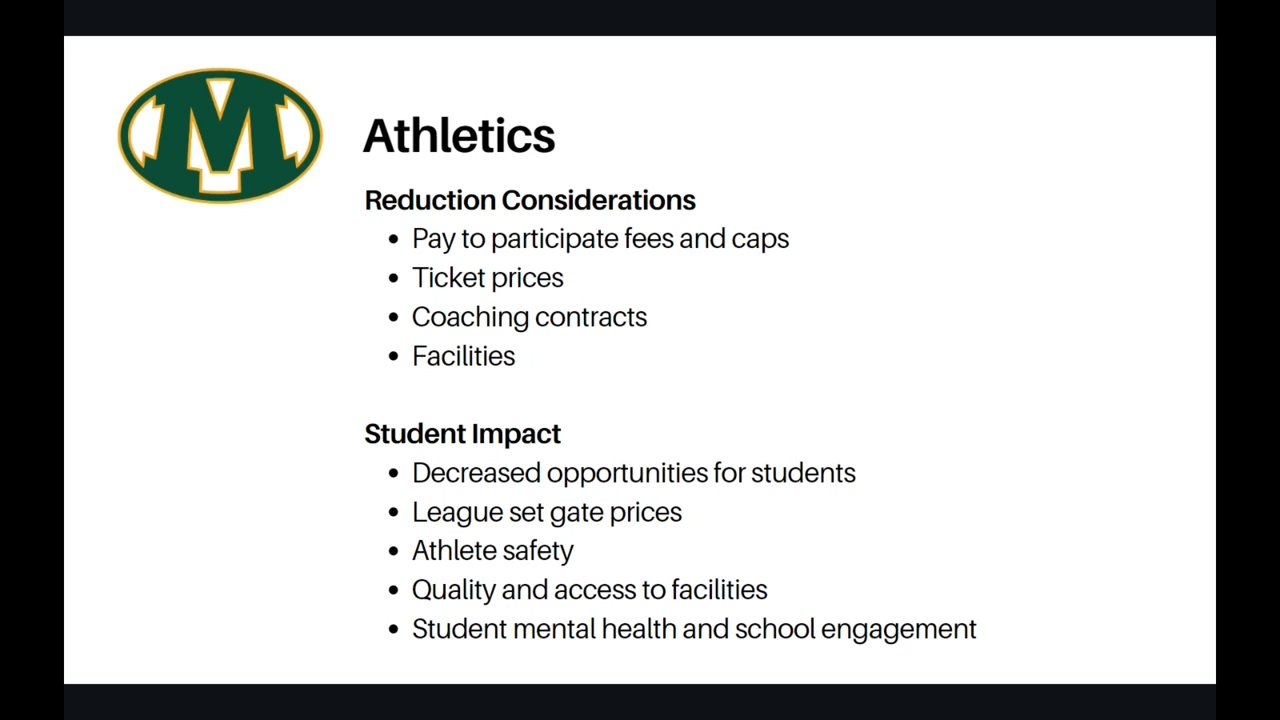 M
Athletics
Reduction Considerations
• Pay to participate fees and caps
• Ticket prices
• Coaching contracts
• Facilities
Student Impact
• Decreased opportunities for students
• League set gate prices
• Athlete safety
• Quality and access to facilities
• Student mental health and school engagement